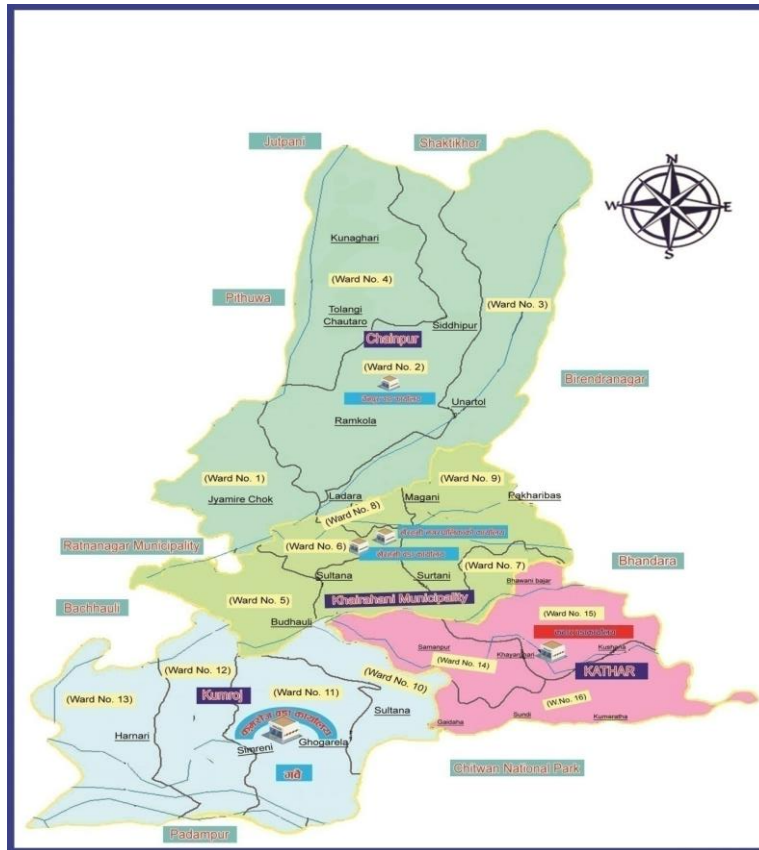 Jutpani
Shaktikhor
N
W
E
S
Kunaghari
(Ward No. 4)
Pithuwa
(Ward No. 3)
Tolangi
Chautaro
Siddhipur
Chainpur
(Ward No. 2)
Birendranagar
Unartol
Ramkola
(Ward No. 1)
(Ward No. 9)
Jyamire Chok
Ladara
Magani
Pakharibas
(Ward No. 8)
Ratnanagar Municipality
(Ward No. 6)
(Ward No. 7)
Bhandara
Sultana
Surtani
Bhawani bajar
(Ward No. 5)
Khairahani Municipality
Bachhauli
(Ward No. 15)
Budhauli
Samanpur
Khayarghari
Kushana
(Ward No. 14)
KATHAR
(Ward No. 12)
(Ward No. 10)
(Ward No. 13)
Kumroj
(Ward No. 11)
(W.No. 16)
Sultana
Gaidaha
Sundi
Kumaratha
Harnari
Simreni
Ghogarela
Chitwan National Park
Padampur